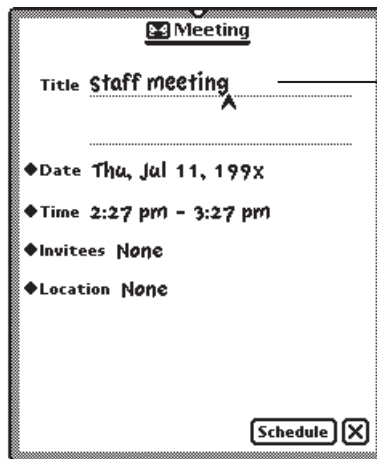 Meeting
Title staff meeting
Date Thu, Jul 11, 199x
Time 2:27 pm - 3:27 pm
Invitees None
Location None
Schedule